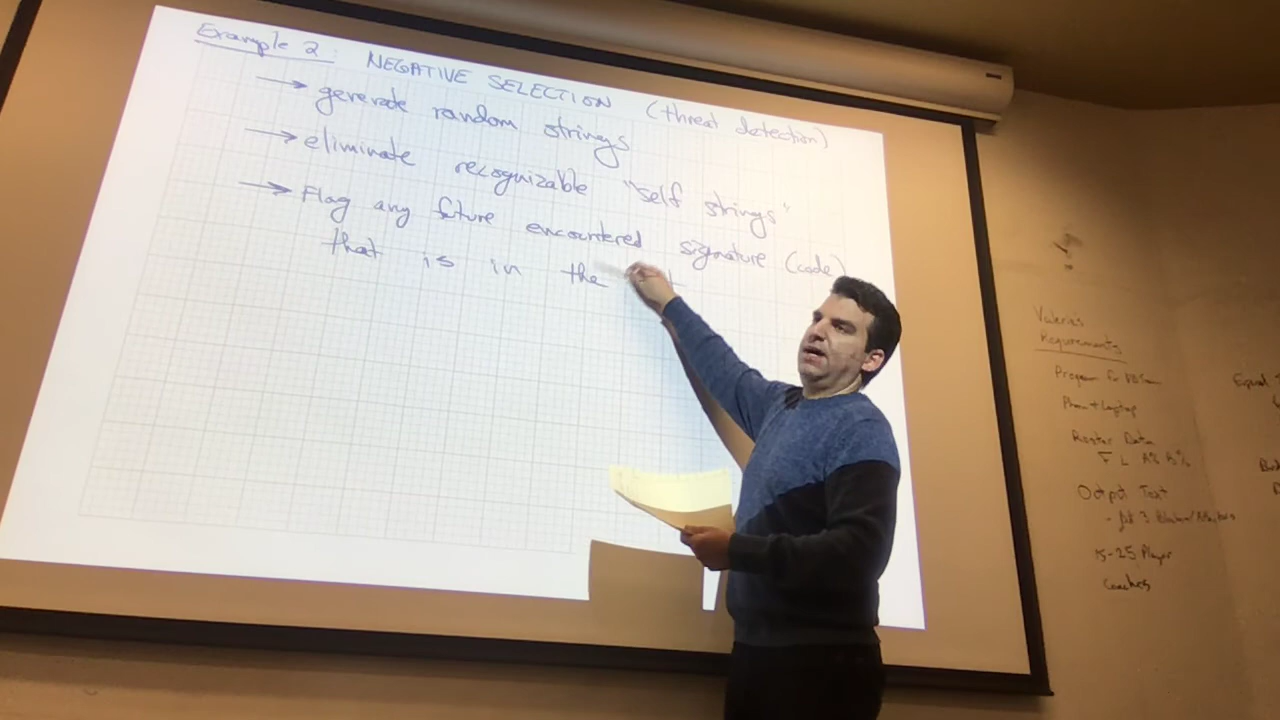 Example 2: NEGATIVE SELECTION (threat detection)
→ generate random strings
→ eliminate recognizable "self strings"
→ Flag any future encountered signature (code)
that is in the
Valerie's
Requirements
Program for
Phone + Laptop
Roster Data
F L A% B%
Output Text
15-25 Player
Coaches